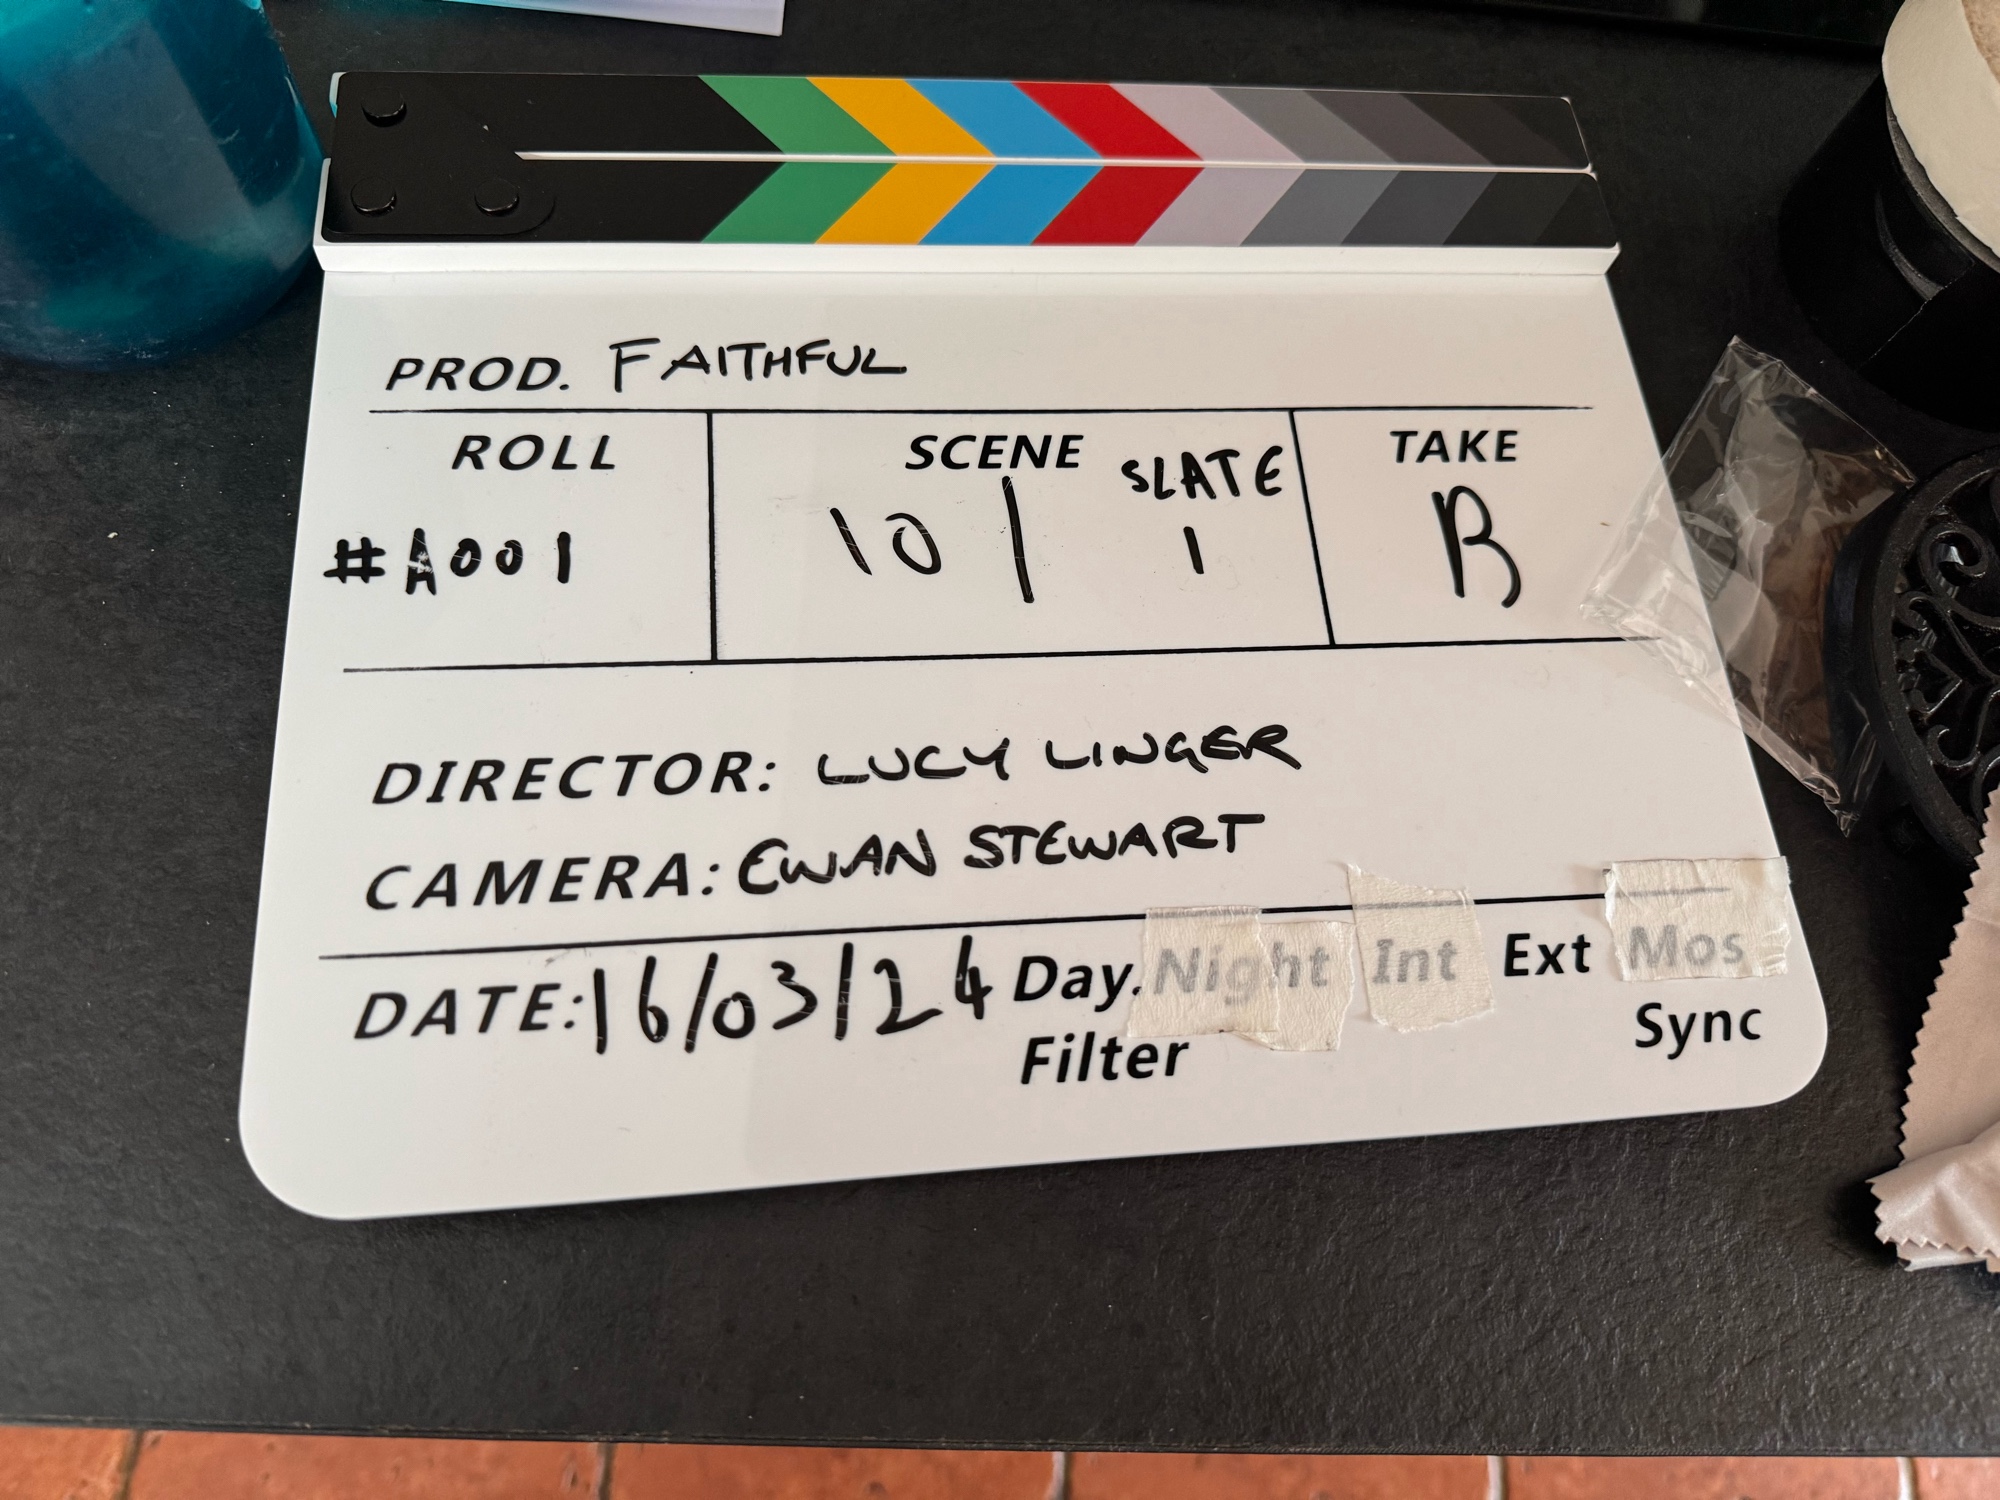 PROD. FAITHFUL
ROLL SCENE SLATE TAKE
#A001 10 | 1 B
DIRECTOR: LUCY LINGER
CAMERA: EWAN STEWART
DATE: 16/03/24 Day. Night Int Ext Mos
Filter Sync